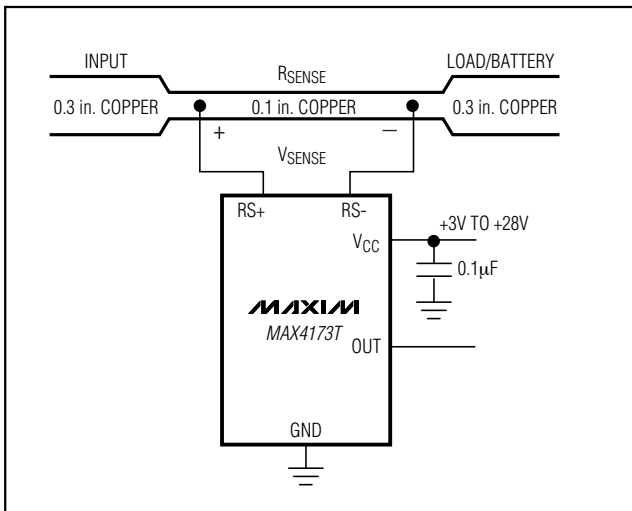 INPUT
RSENSE
LOAD/BATTERY
0.3 in. COPPER
0.1 in. COPPER
0.3 in. COPPER
+
−
VSENSE
RS+
RS-
+3V TO +28V
VCC
0.1µF
MAXIM
MAX4173T
OUT
GND